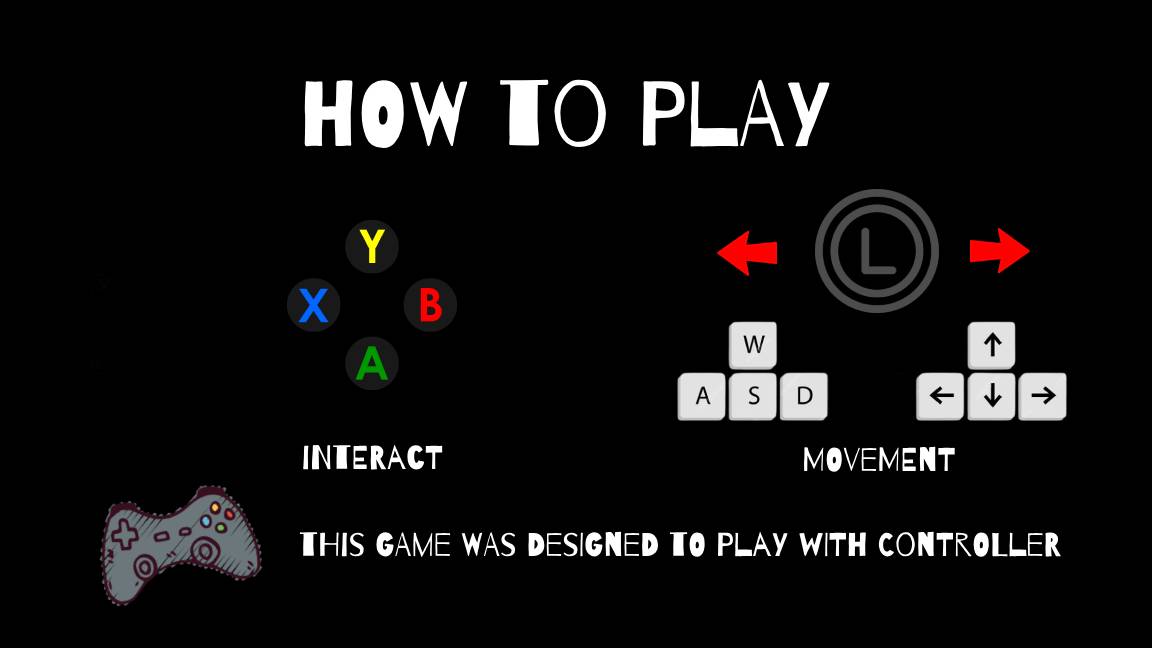 HOW TO PLAY
Y
X B
A
L
W
A S D
INTERACT
MOVEMENT
THIS GAME WAS DESIGNED TO PLAY WITH CONTROLLER